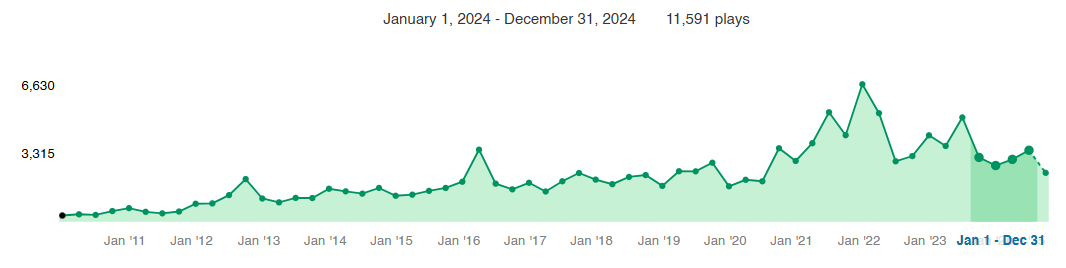 January 1, 2024 - December 31, 2024 11,591 plays
6,630
3,315
Jan '11 Jan '12 Jan '13 Jan '14 Jan '15 Jan '16 Jan '17 Jan '18 Jan '19 Jan '20 Jan '21 Jan '22 Jan '23 Jan 1 - Dec 31